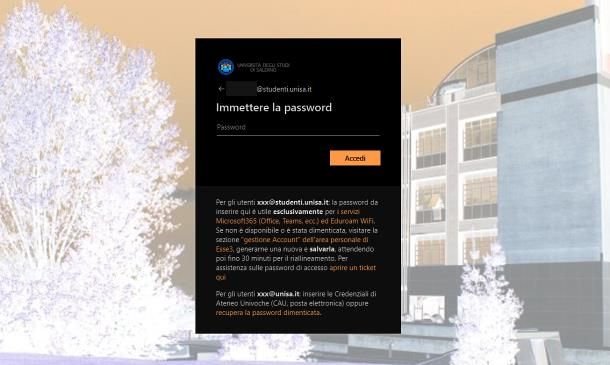 UNIVERSITÀ DEGLI STUDI
DI SALERNO
@studenti.unisa.it
Immettere la password
Password
Accedi
Per gli utenti xxx@studenti.unisa.it: la password da
inserire qui è utile esclusivamente per i servizi
Microsoft365 (Office, Teams, ecc.) ed Eduroam WiFi.
Se non è disponibile o è stata dimenticata, visitare la
sezione "gestione Account" dell'area personale di
Esse3, generarne una nuova e salvarla, attendendo
poi fino 30 minuti per il riallineamento. Per
assistenza sulle password di accesso aprire un ticket
qui
Per gli utenti xxx@unisa.it: inserire le Credenziali di
Ateneo Univoche (CAU, posta elettronica) oppure
recupera la password dimenticata.